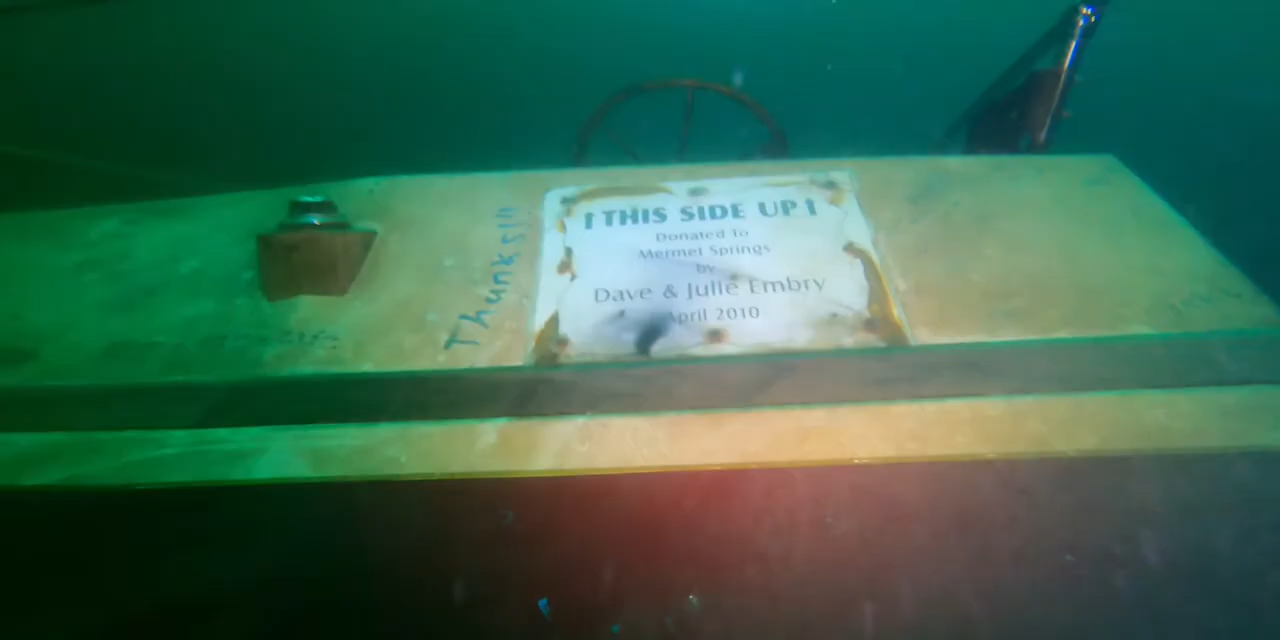 THIS SIDE UP
Donated To
Mermet Springs
by
Dave & Julie Embry
April 2010
Thanks!!